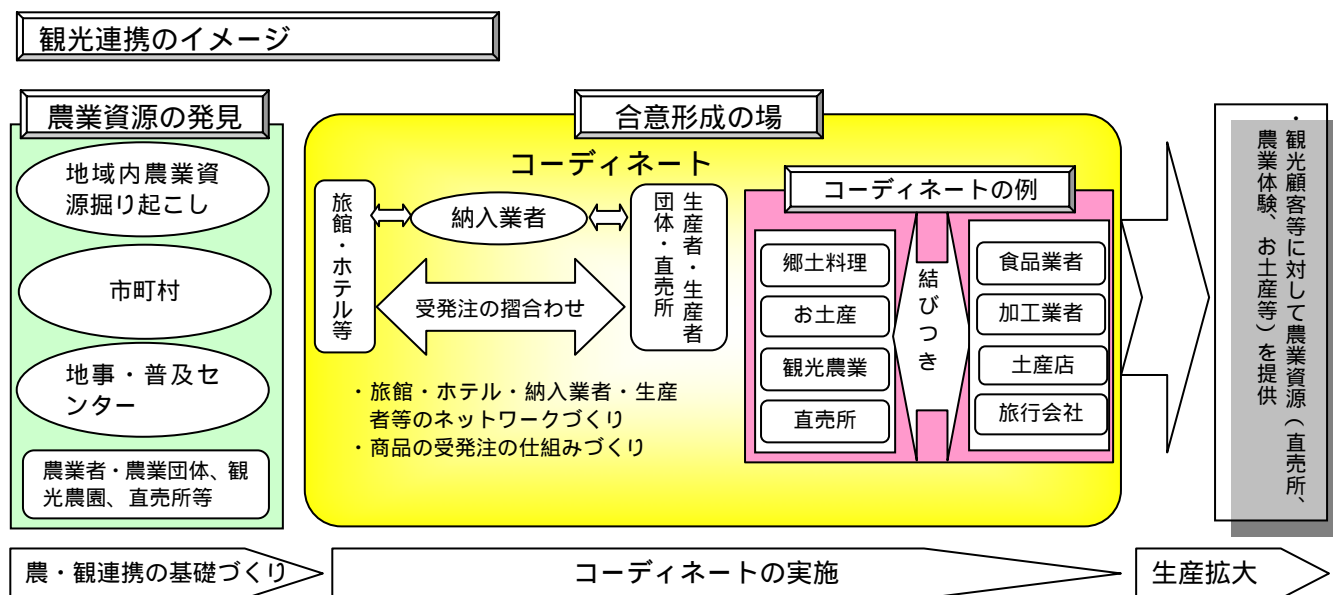 観光連携のイメージ
農業資源の発見
地域内農業資
源掘り起こし
市町村
地事・普及セ
ンター
農業者・農業団体、観
光農園、直売所等
合意形成の場
コーディネート
旅館・ホテル等
納入業者
生産者・生産者
団体・直売所
受発注の摺合わせ
・旅館・ホテル・納入業者・生産
者等のネットワークづくり
・商品の受発注の仕組みづくり
コーディネートの例
郷土料理
お土産
観光農業
直売所
結びつき
食品業者
加工業者
土産店
旅行会社
・観光顧客等に対して農業資源（直売所、
農業体験、お土産等）を提供
農・観連携の基礎づくり
コーディネートの実施
生産拡大